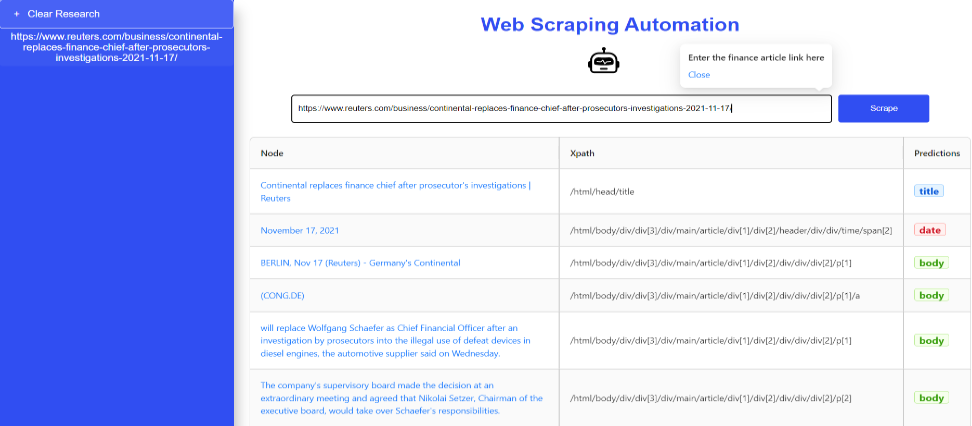 + Clear Research
https://www.reuters.com/business/continental-
replaces-finance-chief-after-prosecutors-
investigations-2021-11-17/
Web Scraping Automation
Enter the finance article link here
Close
https://www.reuters.com/business/continental-replaces-finance-chief-after-prosecutors-investigations-2021-11-17/
Scrape
Node Xpath Predictions
Continental replaces finance chief after prosecutor's investigations |
Reuters
/html/head/title
title
November 17, 2021 /html/body/div/div[3]/div/main/article/div[1]/div[2]/header/div/div/time/span[2] date
BERLIN, Nov 17 (Reuters) - Germany's Continental /html/body/div/div[3]/div/main/article/div[1]/div[2]/div/div/div[2]/p[1] body
(CONG.DE) /html/body/div/div[3]/div/main/article/div[1]/div[2]/div/div/div[2]/p[1]/a body
will replace Wolfgang Schaefer as Chief Financial Officer after an
investigation by prosecutors into the illegal use of defeat devices in
diesel engines, the automotive supplier said on Wednesday.
/html/body/div/div[3]/div/main/article/div[1]/div[2]/div/div/div[2]/p[1]
body
The company's supervisory board made the decision at an
extraordinary meeting and agreed that Nikolai Setzer, Chairman of the
executive board, would take over Schaefer's responsibilities.
/html/body/div/div[3]/div/main/article/div[1]/div[2]/div/div/div[2]/p[2]
body